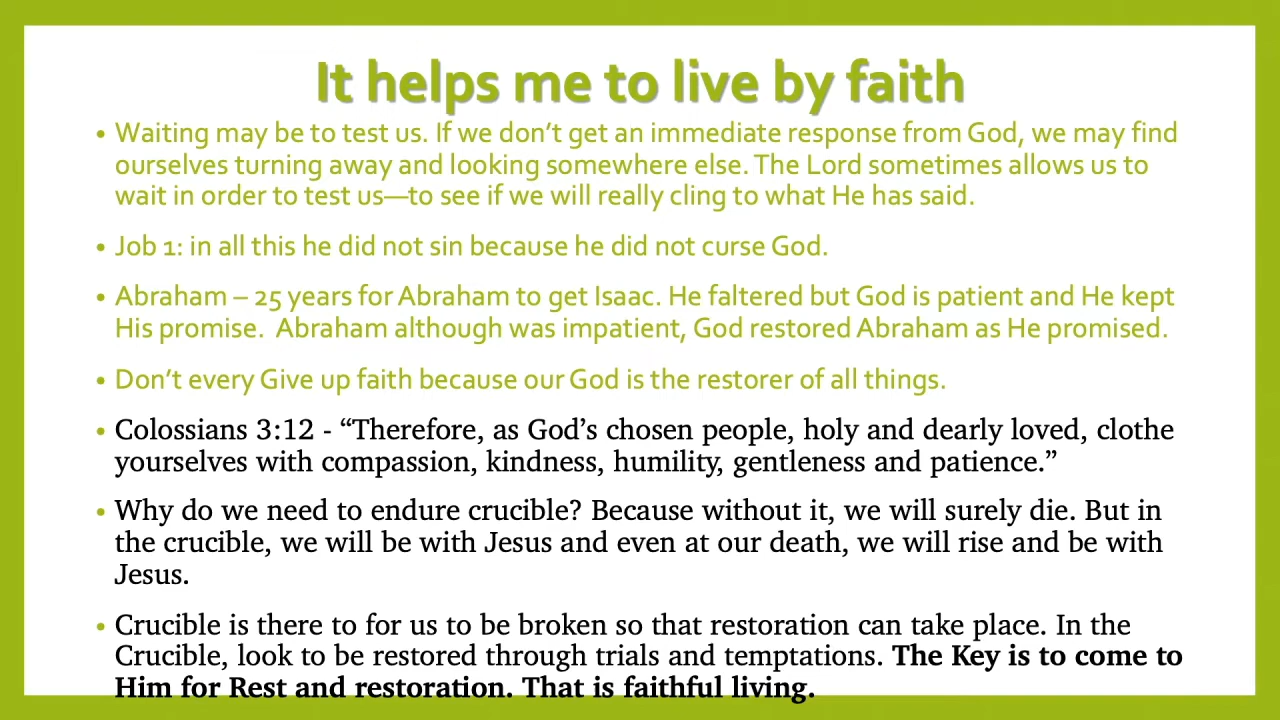 It helps me to live by faith
• Waiting may be to test us. If we don’t get an immediate response from God, we may find
ourselves turning away and looking somewhere else. The Lord sometimes allows us to
wait in order to test us—to see if we will really cling to what He has said.
• Job 1: in all this he did not sin because he did not curse God.
• Abraham – 25 years for Abraham to get Isaac. He faltered but God is patient and He kept
His promise.  Abraham although was impatient, God restored Abraham as He promised.
• Don’t every Give up faith because our God is the restorer of all things.
• Colossians 3:12 - “Therefore, as God’s chosen people, holy and dearly loved, clothe
yourselves with compassion, kindness, humility, gentleness and patience.”
• Why do we need to endure crucible? Because without it, we will surely die. But in
the crucible, we will be with Jesus and even at our death, we will rise and be with
Jesus.
• Crucible is there to for us to be broken so that restoration can take place. In the
Crucible, look to be restored through trials and temptations. The Key is to come to
Him for Rest and restoration. That is faithful living.